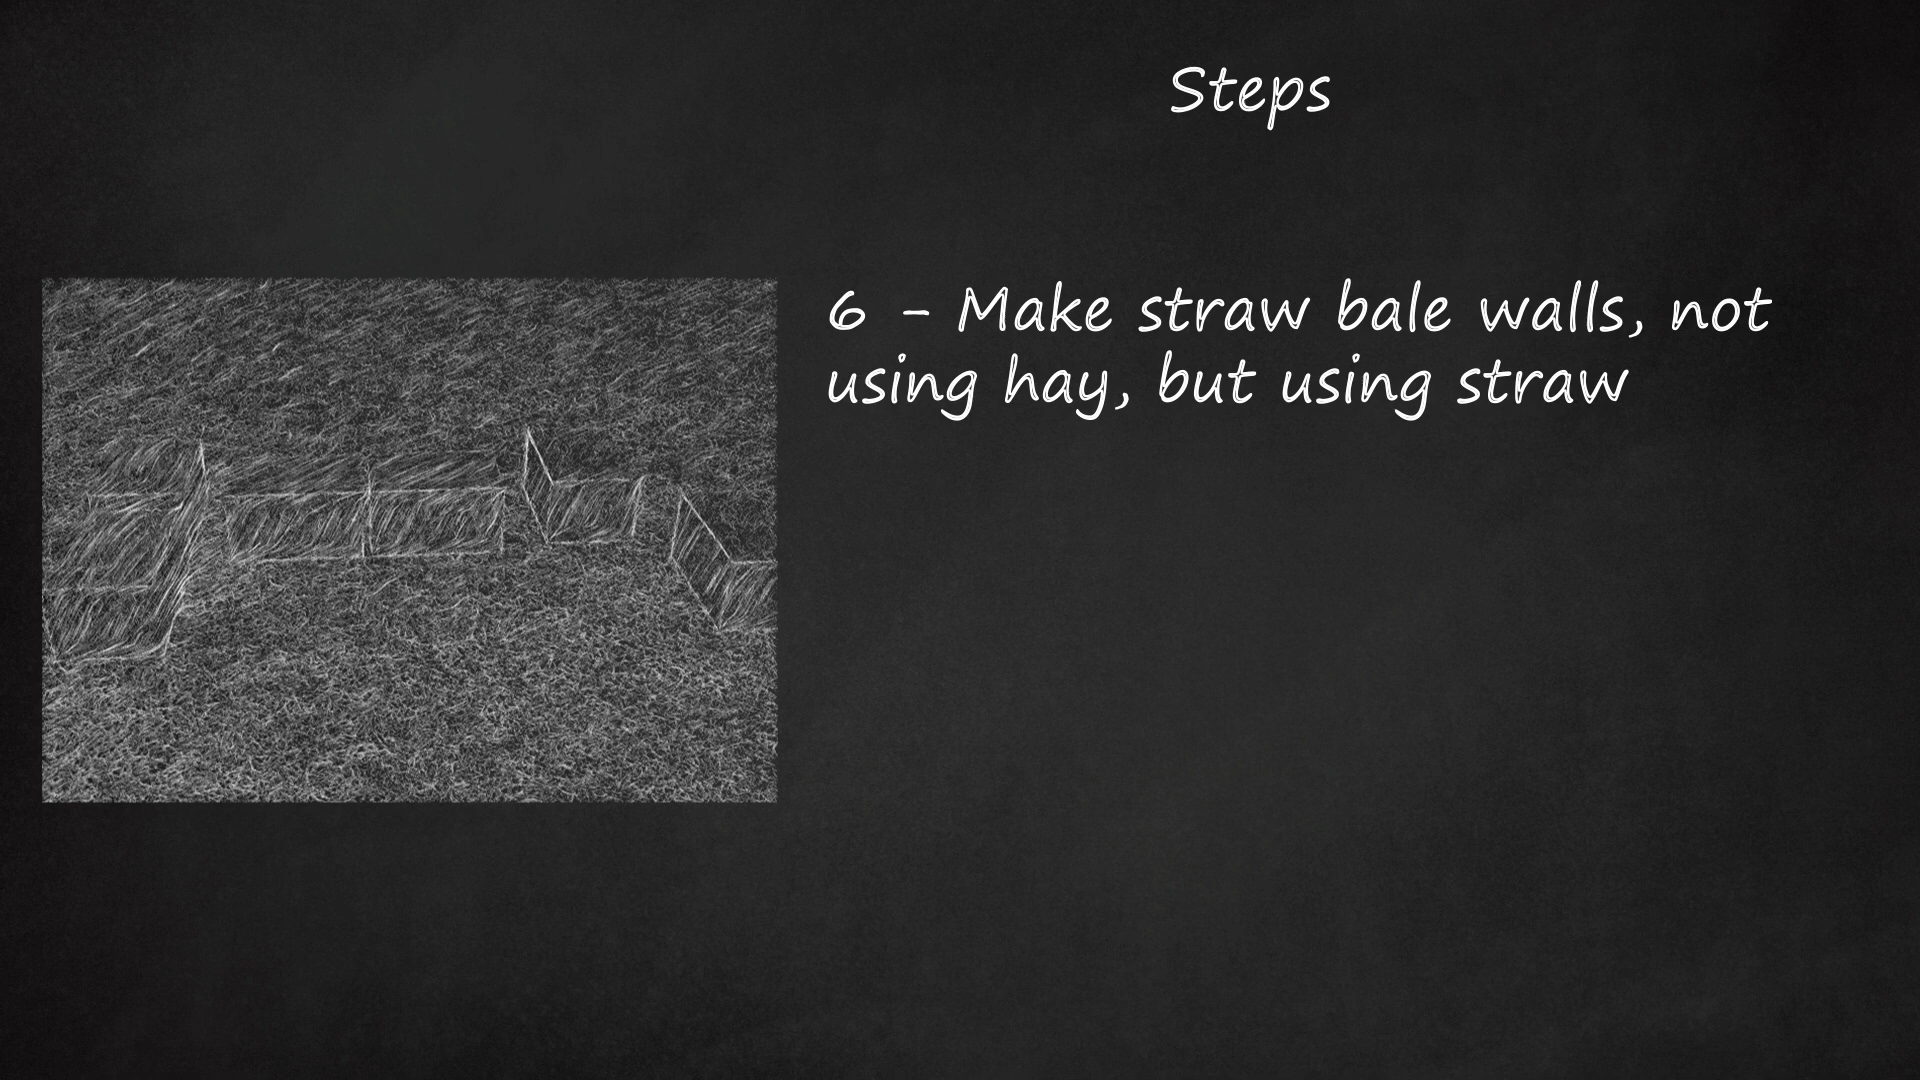 Steps
6 - Make straw bale walls, not
using hay, but using straw